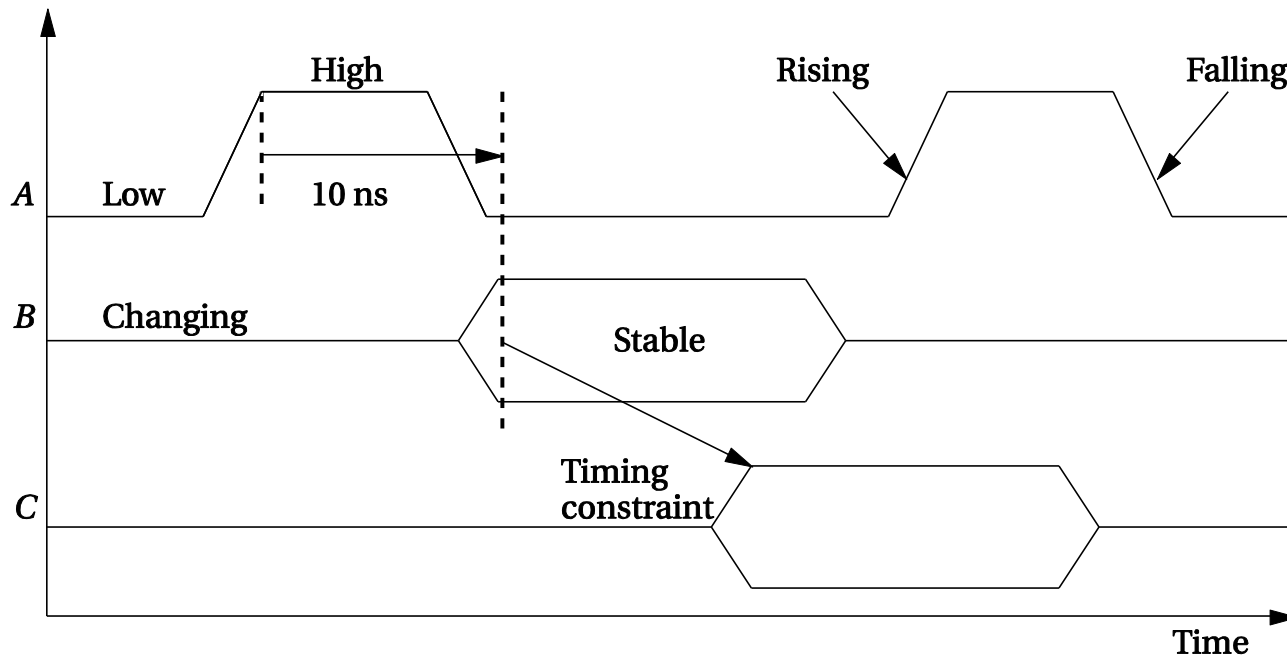 High
Rising
Falling
A
Low
10 ns
B
Changing
Stable
Timing
constraint
C
Time